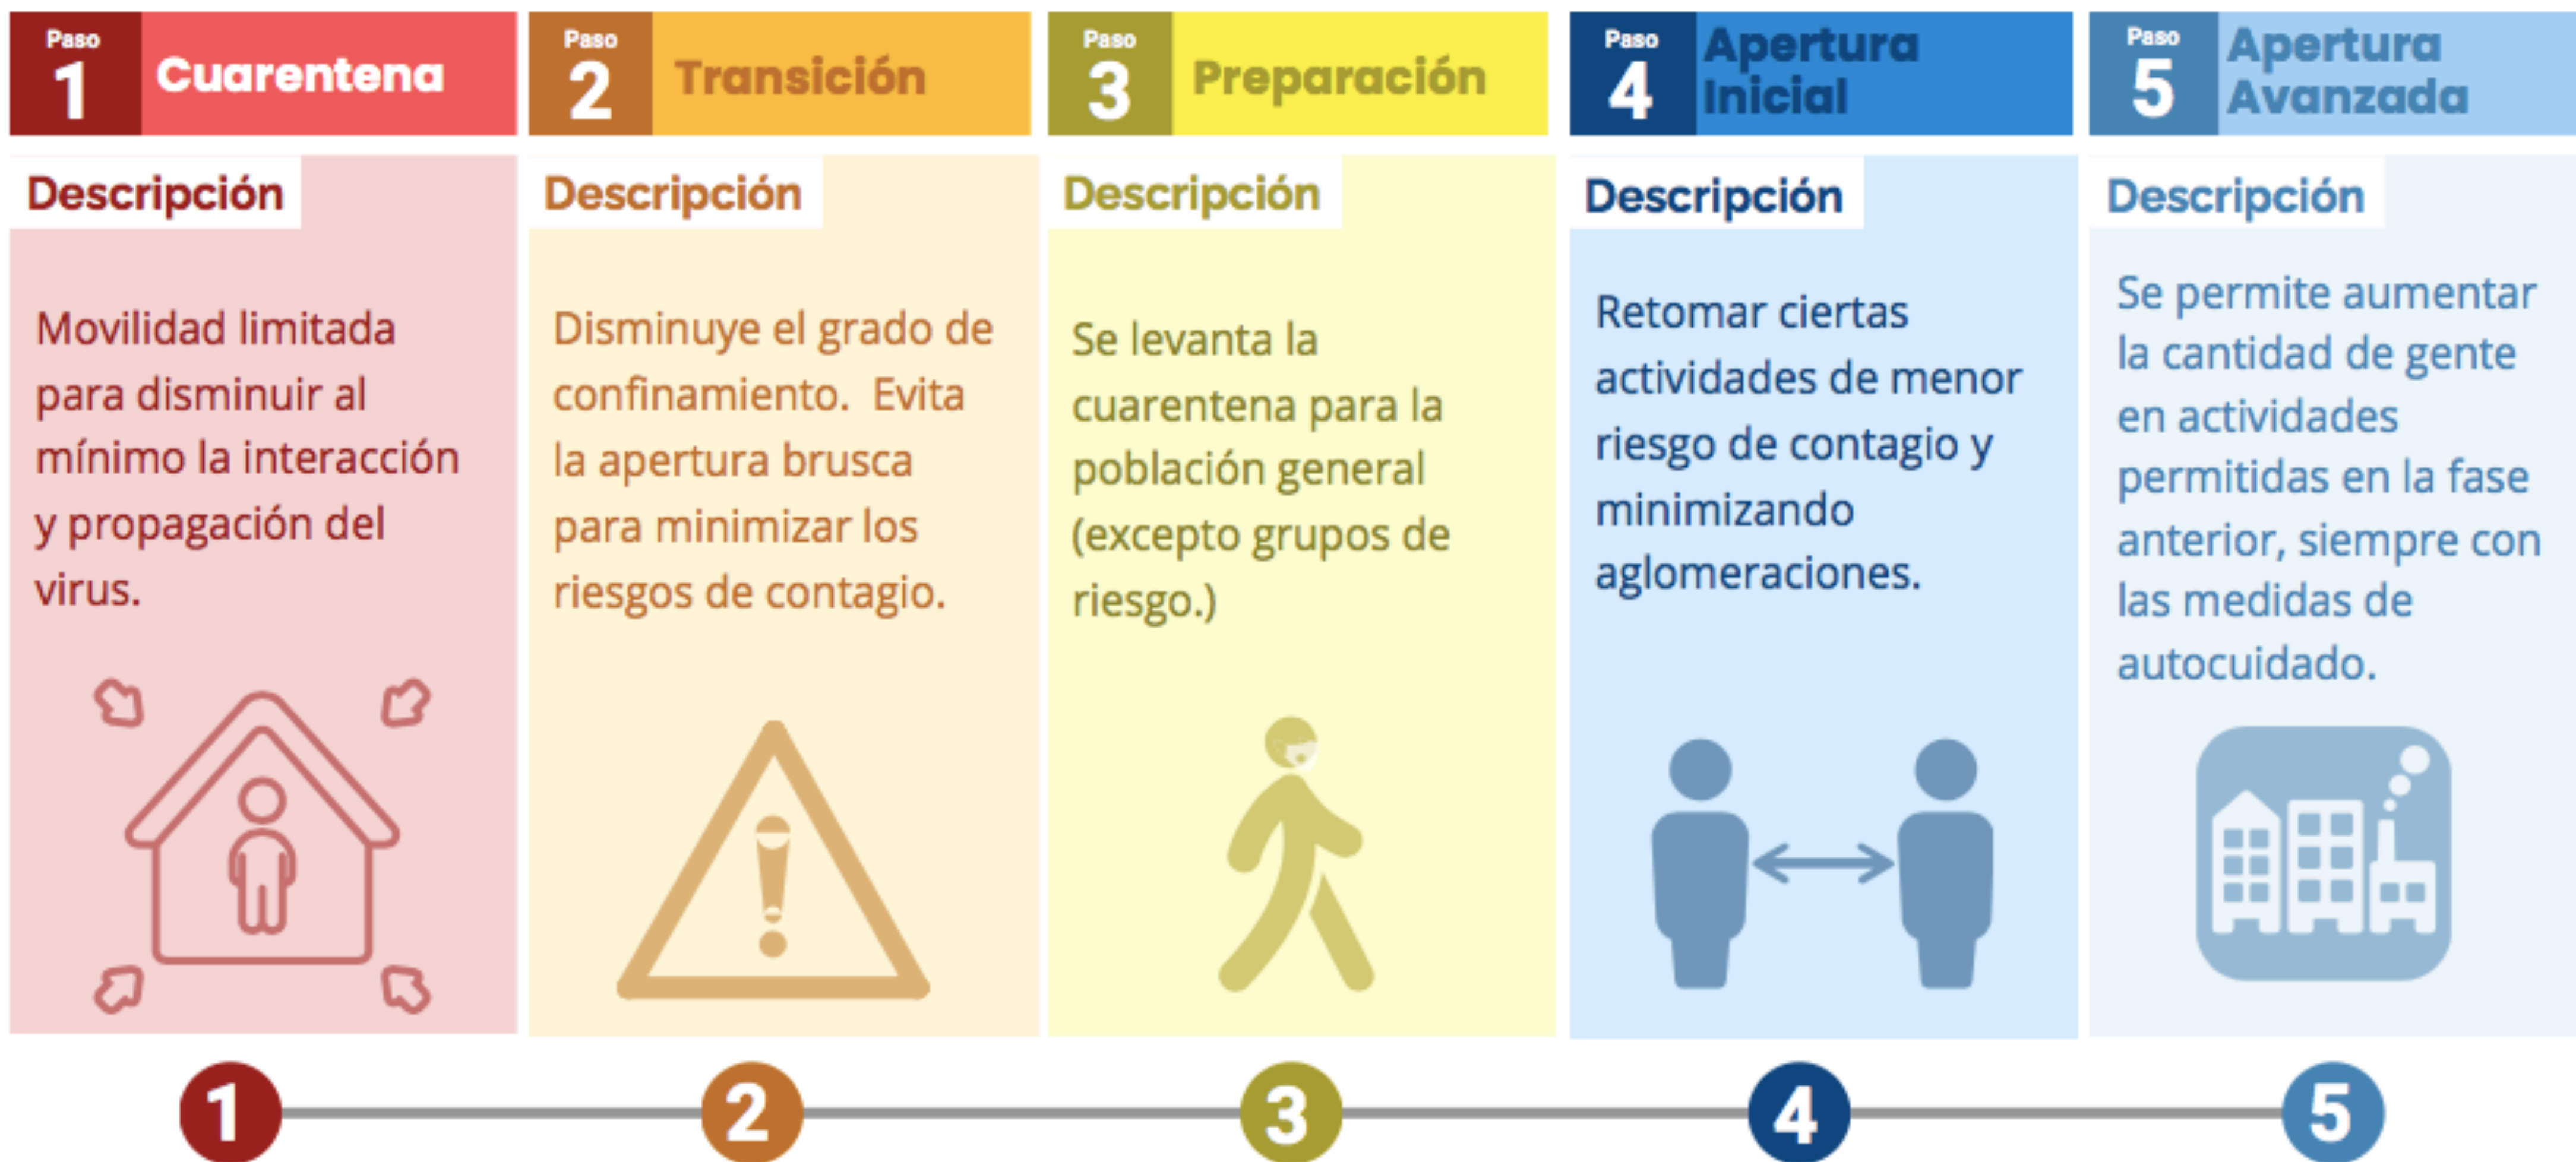 Paso
1
Cuarentena
Descripción
Movilidad limitada
para disminuir al
mínimo la interacción
y propagación del
virus.
Paso
2
Transición
Descripción
Disminuye el grado de
confinamiento.  Evita
la apertura brusca
para minimizar los
riesgos de contagio.
Paso
3
Preparación
Descripción
Se levanta la
cuarentena para la
población general
(excepto grupos de
riesgo.)
Paso
4
Apertura
Inicial
Descripción
Retomar ciertas
actividades de menor
riesgo de contagio y
minimizando
aglomeraciones.
Paso
5
Apertura
Avanzada
Descripción
Se permite aumentar
la cantidad de gente
en actividades
permitidas en la fase
anterior, siempre con
las medidas de
autocuidado.
1
2
3
4
5